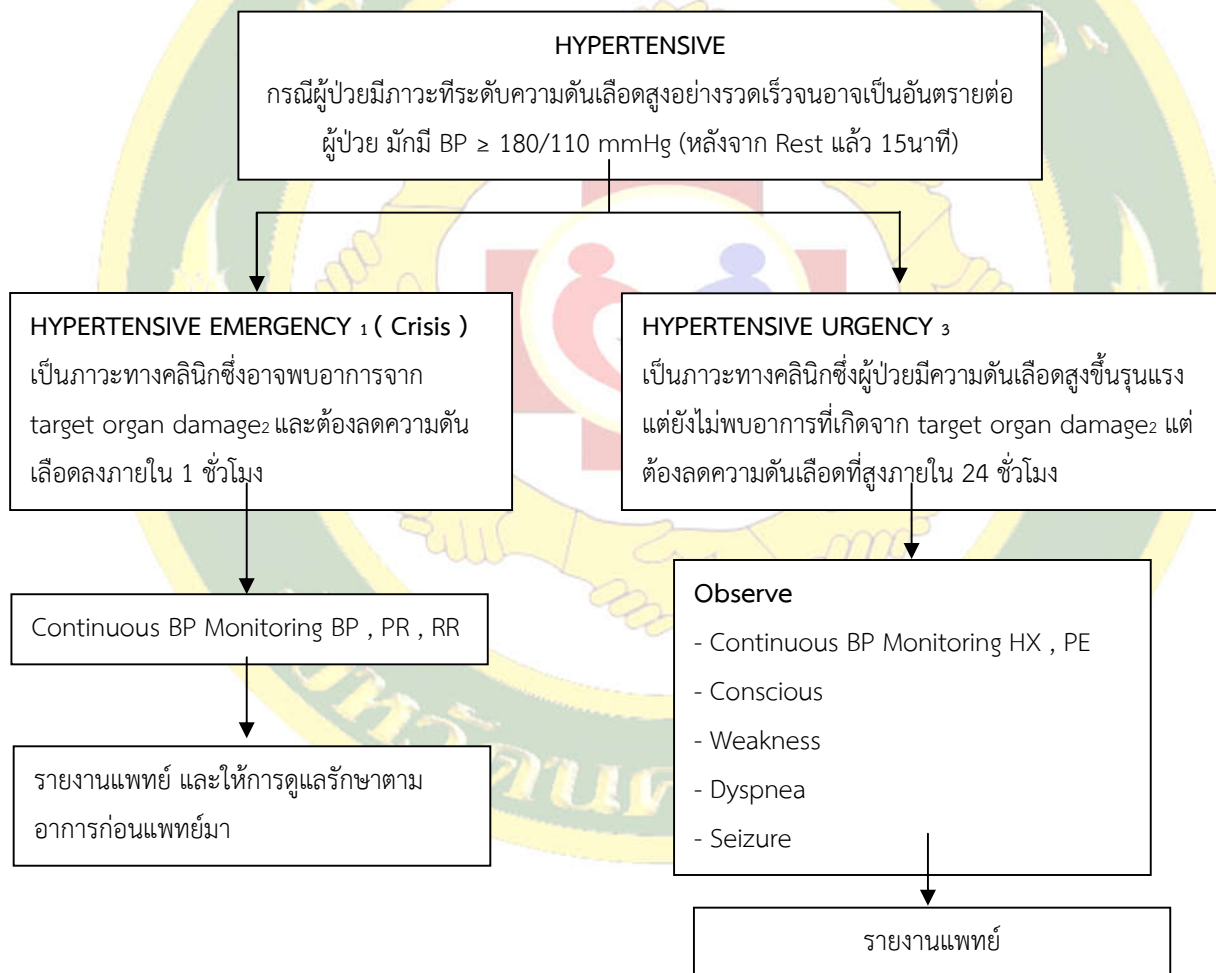 HYPERTENSIVE
กรณีผู้ป่วยมีภาวะที่ระดับความดันเลือดสูงอย่างรวดเร็วจนอาจเป็นอันตรายต่อ
ผู้ป่วย มักมี BP ≥ 180/110 mmHg (หลังจาก Rest แล้ว 15นาที)
HYPERTENSIVE EMERGENCY 1 ( Crisis )
เป็นภาวะทางคลินิกซึ่งอาจพบอาการจาก
target organ damage2 และต้องลดความดัน
เลือดลงภายใน 1 ชั่วโมง
HYPERTENSIVE URGENCY 3
เป็นภาวะทางคลินิกซึ่งผู้ป่วยมีความดันเลือดสูงขึ้นรุนแรง
แต่ยังไม่พบอาการที่เกิดจาก target organ damage2 แต่
ต้องลดความดันเลือดที่สูงภายใน 24 ชั่วโมง
Continuous BP Monitoring BP , PR , RR
รายงานแพทย์ และให้การดูแลรักษาตาม
อาการก่อนแพทย์มา
Observe
- Continuous BP Monitoring HX , PE
- Conscious
- Weakness
- Dyspnea
- Seizure
รายงานแพทย์